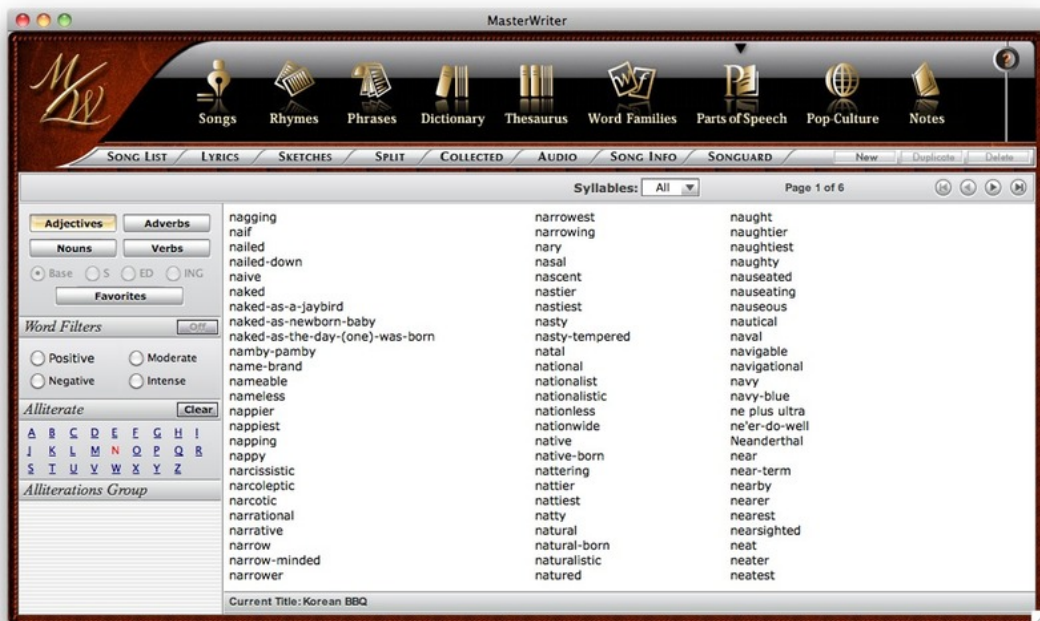 MasterWriter
MW
?
Songs Rhymes Phrases Dictionary Thesaurus Word Families Parts of Speech Pop-Culture Notes
SONG LIST LYRICS SKETCHES SPLIT COLLECTED AUDIO SONG INFO SONGUARD New Duplicate Delete
Syllables: All Page 1 of 6
Adjectives Adverbs
Nouns Verbs
Base S ED ING
Favorites
Word Filters Off
Positive Moderate
Negative Intense
Alliterate Clear
A B C D E F G H I
J K L M N O P Q R
S T U V W X Y Z
Alliterations Group
nagging
naif
nailed
nailed-down
naive
naked
naked-as-a-jaybird
naked-as-newborn-baby
naked-as-the-day-(one)-was-born
namby-pamby
name-brand
nameable
nameless
nappier
nappiest
napping
nappy
narcissistic
narcoleptic
narcotic
narrational
narrative
narrow
narrow-minded
narrower
narrowest
narrowing
nary
nasal
nascent
nastier
nastiest
nasty
nasty-tempered
natal
national
nationalist
nationalistic
nationless
nationwide
native
native-born
nattering
nattier
nattiest
natty
natural
natural-born
naturalistic
natured
naught
naughtier
naughtiest
naughty
nauseated
nauseating
nauseous
nautical
naval
navigable
navigational
navy
navy-blue
ne plus ultra
ne'er-do-well
Neanderthal
near
near-term
nearby
nearer
nearest
nearsighted
neat
neater
neatest
Current Title: Korean BBQ